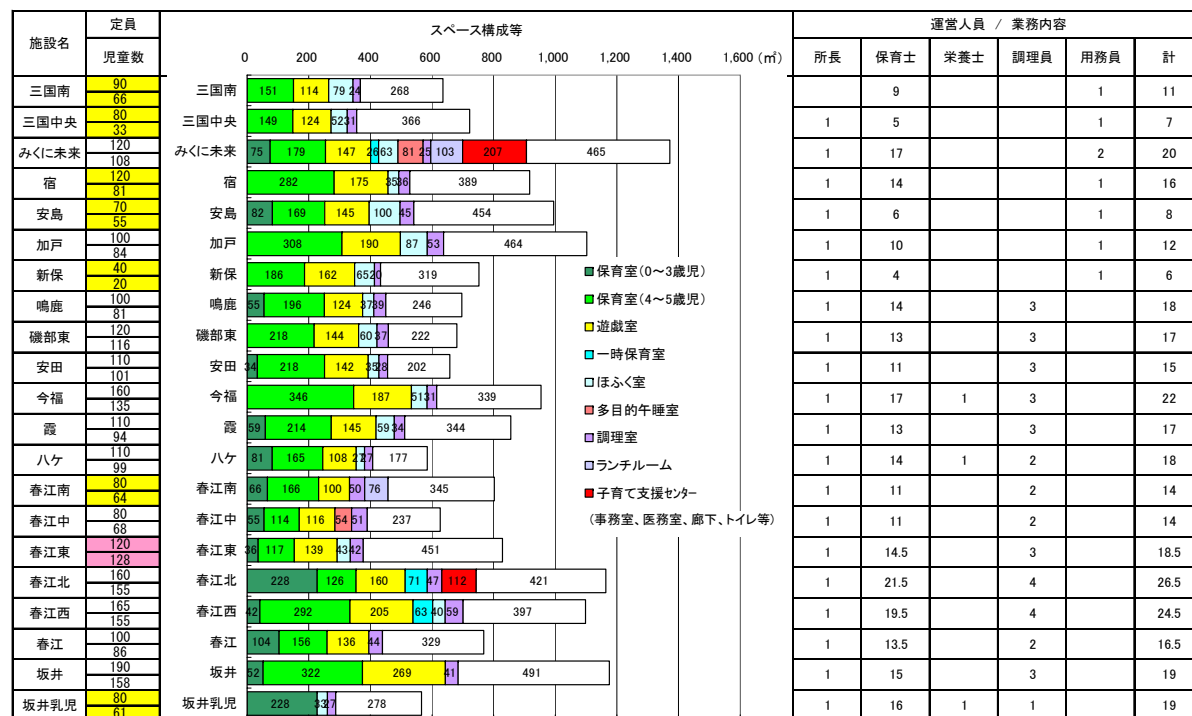 施設名 定員 スペース構成等 運営人員 / 業務内容
児童数 0 200 400 600 800 1,000 1,200 1,400 1,600 (㎡) 所長 保育士 栄養士 調理員 用務員 計
三国南 90 66 三国南 151 114 79 24 268 9 1 11
三国中央 80 33 三国中央 149 124 52 31 366 1 5 1 7
みくに未来 120 108 みくに未来 75 179 147 26 63 81 25 103 207 465 1 17 2 20
宿 120 81 宿 282 175 35 36 389 1 14 1 16
安島 70 55 安島 82 169 145 100 45 454 1 6 1 8
加戸 100 84 加戸 308 190 87 53 464 1 10 1 12
新保 40 20 新保 186 162 65 20 319 1 4 1 6
鳴鹿 100 81 鳴鹿 55 196 124 37 39 246 1 14 3 18
磯部東 120 116 磯部東 218 144 60 37 222 1 13 3 17
安田 110 101 安田 34 218 142 35 28 202 1 11 3 15
今福 160 135 今福 346 187 51 31 339 1 17 1 3 22
霞 110 94 霞 59 214 145 59 34 344 1 13 3 17
八ケ 110 99 八ケ 81 165 108 27 27 177 1 14 1 2 18
春江南 80 64 春江南 66 166 100 50 76 345 1 11 2 14
春江中 80 68 春江中 55 114 116 54 51 237 1 11 2 14
春江東 120 128 春江東 36 117 139 43 42 451 1 14.5 3 18.5
春江北 160 155 春江北 228 126 160 71 47 112 421 1 21.5 4 26.5
春江西 165 155 春江西 42 292 205 63 40 59 397 1 19.5 4 24.5
春江 100 86 春江 104 156 136 44 329 1 13.5 2 16.5
坂井 190 158 坂井 52 322 269 41 491 1 15 3 19
坂井乳児 80 61 坂井乳児 228 33 27 278 1 16 1 1 19
保育室(0～3歳児)
保育室(4～5歳児)
遊戯室
一時保育室
ほふく室
多目的午睡室
調理室
ランチルーム
子育て支援センター
(事務室、医務室、廊下、トイレ等)